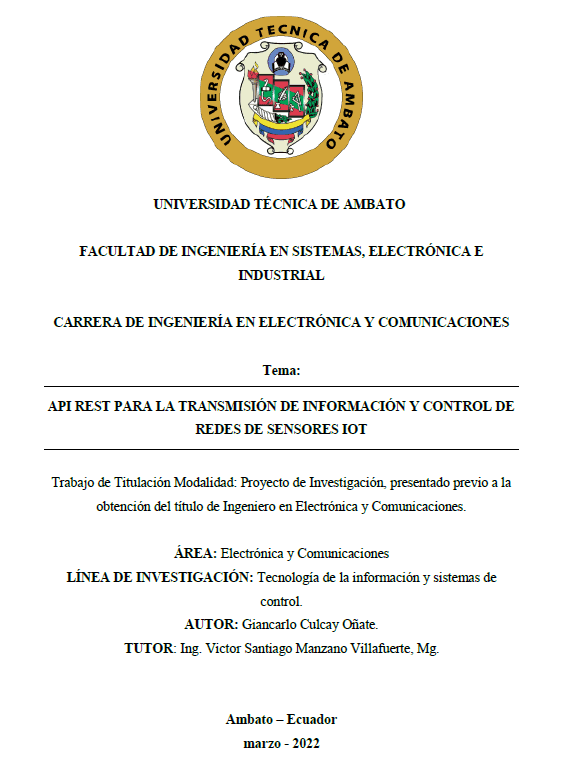 UNIVERSIDAD TECNICA DE AMBATO
UNIVERSIDAD TÉCNICA DE AMBATO
FACULTAD DE INGENIERÍA EN SISTEMAS, ELECTRÓNICA E
INDUSTRIAL
CARRERA DE INGENIERÍA EN ELECTRÓNICA Y COMUNICACIONES
Tema:
API REST PARA LA TRANSMISIÓN DE INFORMACIÓN Y CONTROL DE
REDES DE SENSORES IOT
Trabajo de Titulación Modalidad: Proyecto de Investigación, presentado previo a la
obtención del título de Ingeniero en Electrónica y Comunicaciones.
ÁREA: Electrónica y Comunicaciones
LÍNEA DE INVESTIGACIÓN: Tecnología de la información y sistemas de
control.
AUTOR: Giancarlo Culcay Oñate.
TUTOR: Ing. Victor Santiago Manzano Villafuerte, Mg.
Ambato – Ecuador
marzo - 2022